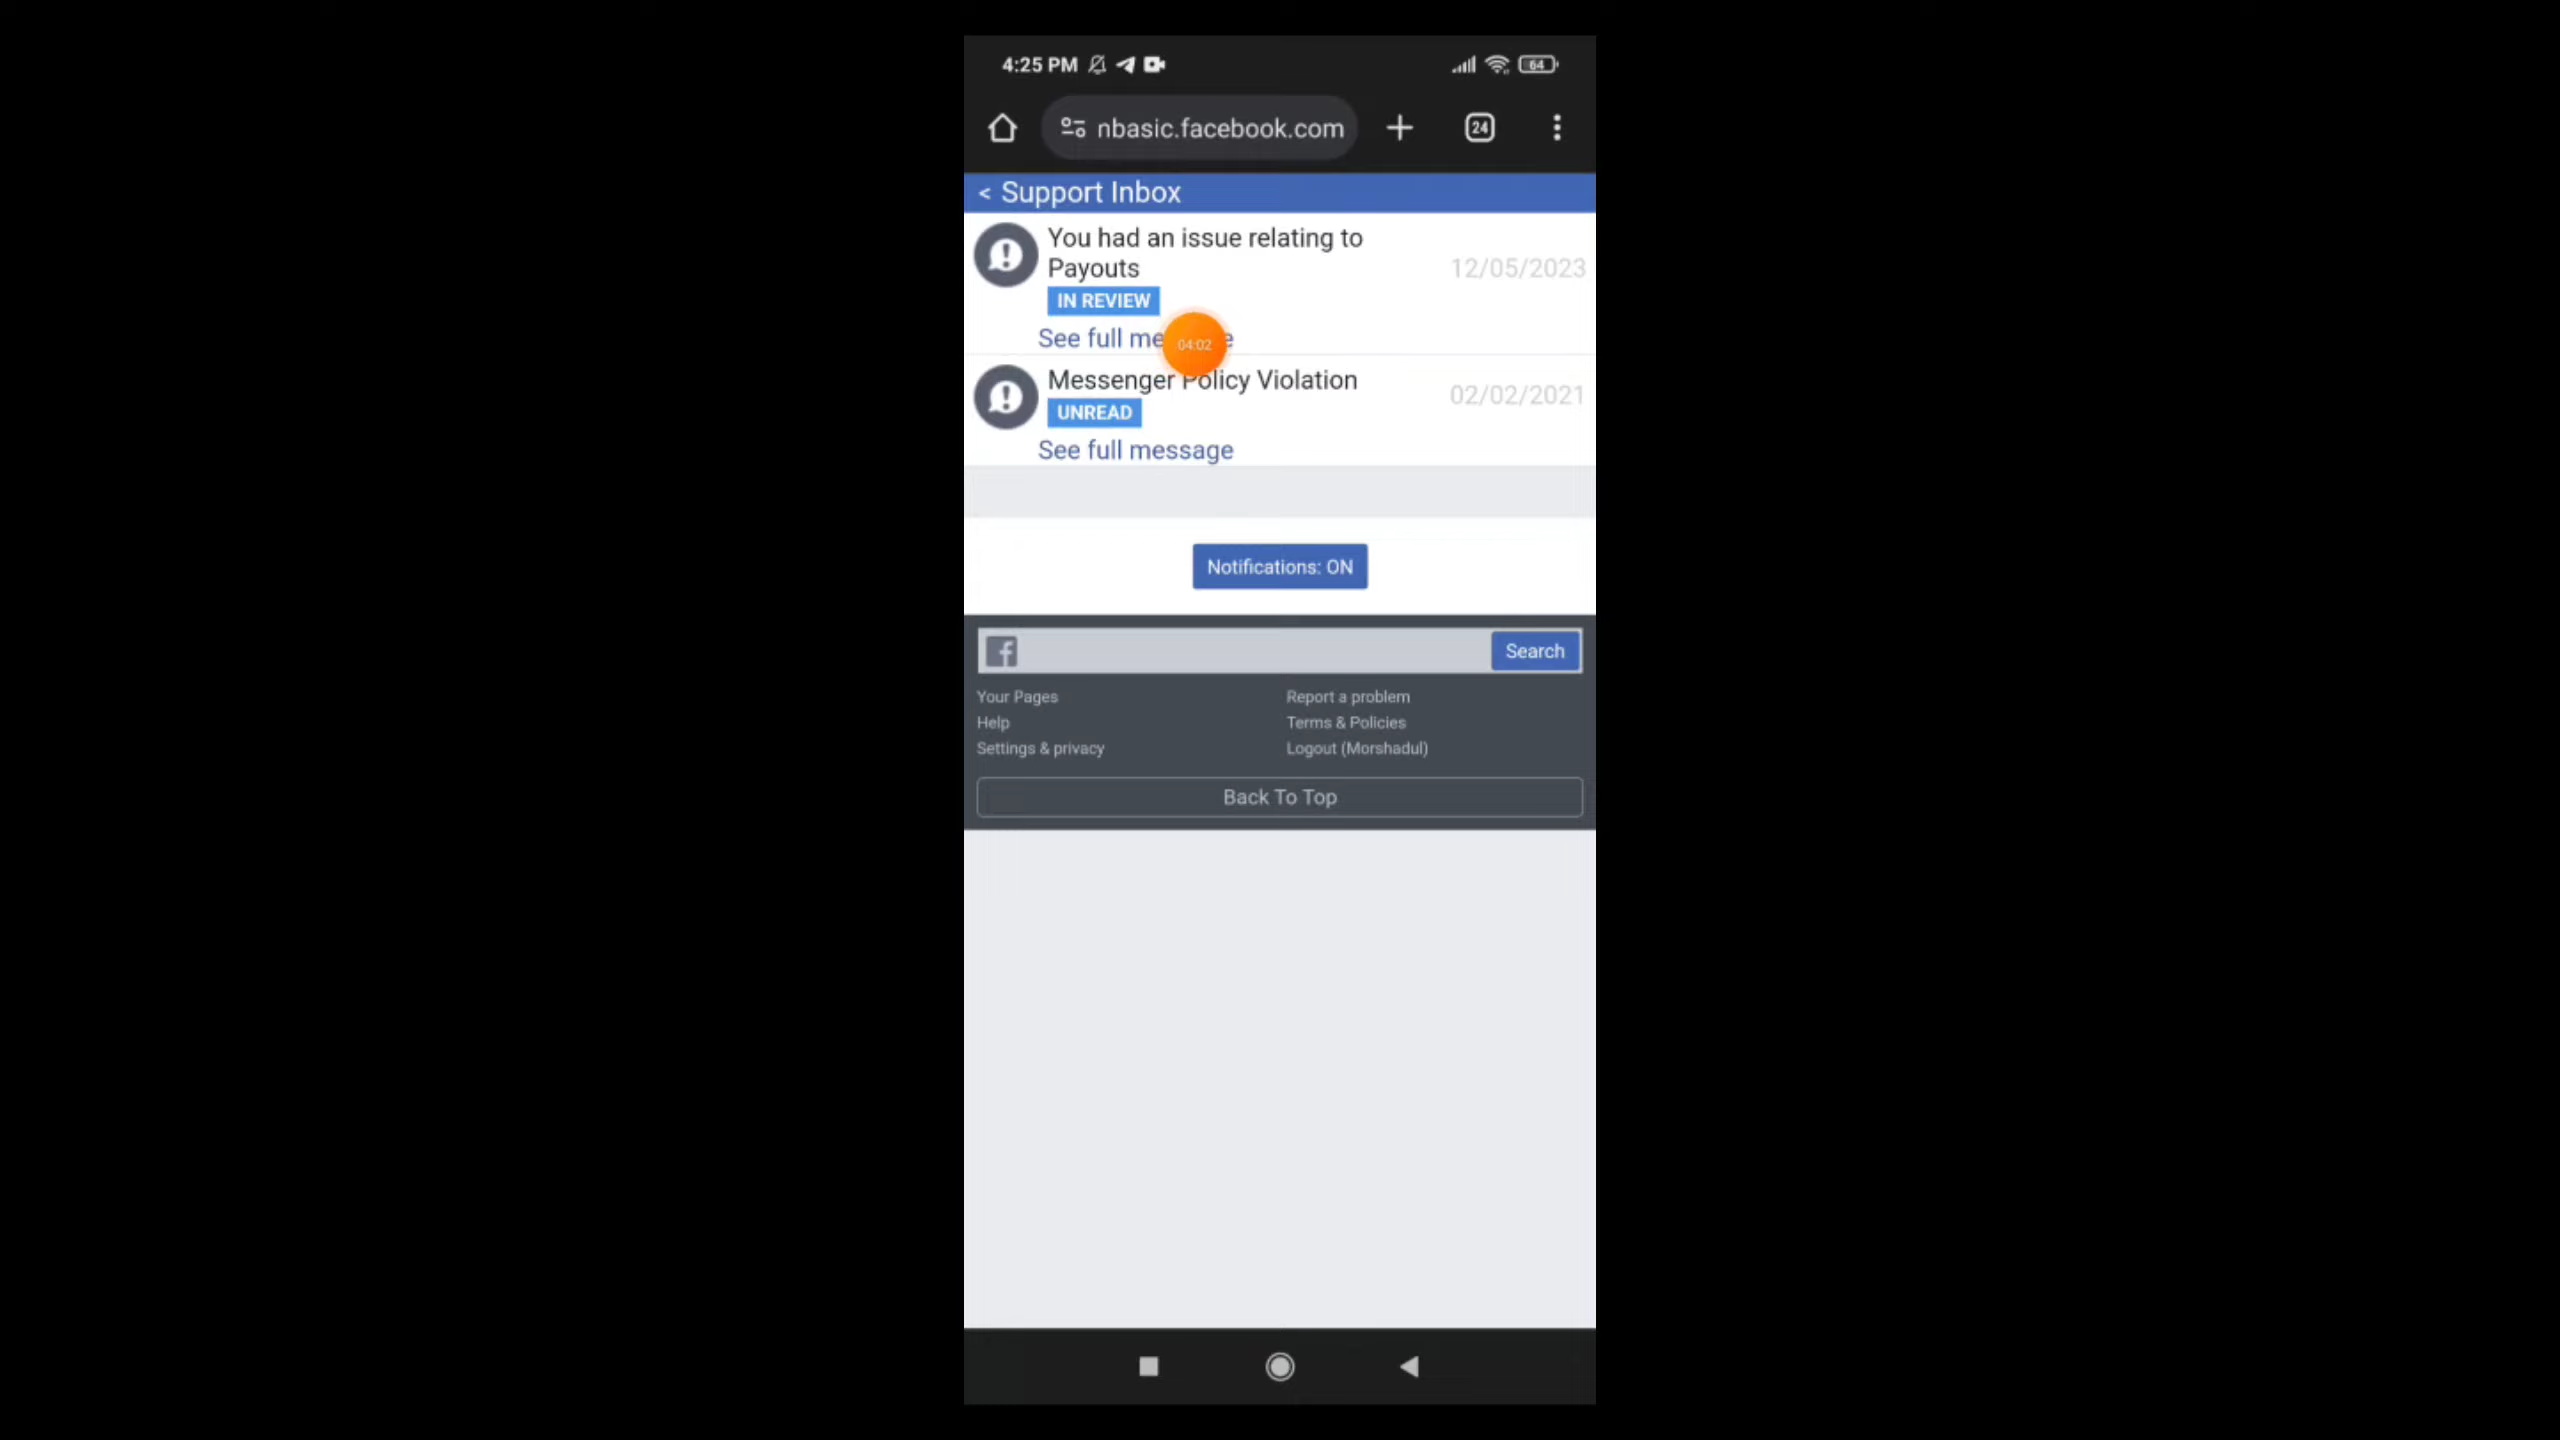 4:25 PM
64
nbasic.facebook.com
24
< Support Inbox
You had an issue relating to
Payouts
12/05/2023
IN REVIEW
See full me e
04:02
Messenger Policy Violation
02/02/2021
UNREAD
See full message
Notifications: ON
Search
Your Pages
Report a problem
Help
Terms & Policies
Settings & privacy
Logout (Morshadul)
Back To Top